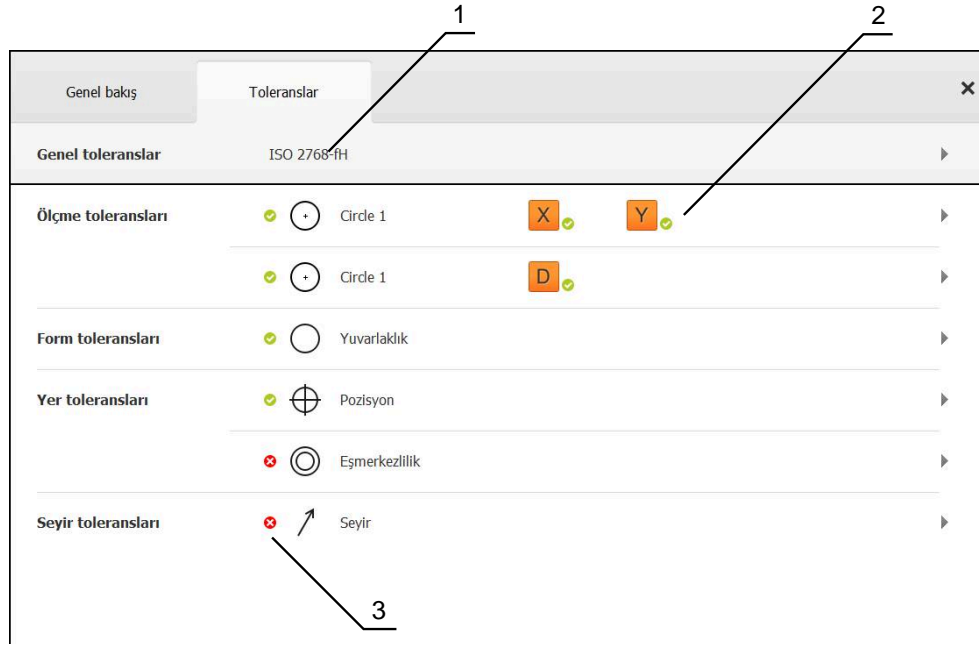 1
2
Genel bakış
Toleranslar
Genel toleranslar ISO 2768-fH
Ölçme toleransları Circle 1 X Y
Circle 1 D
Form toleransları Yuvarlaklık
Yer toleransları Pozisyon
Eşmerkezlilik
Seyir toleransları Seyir
3